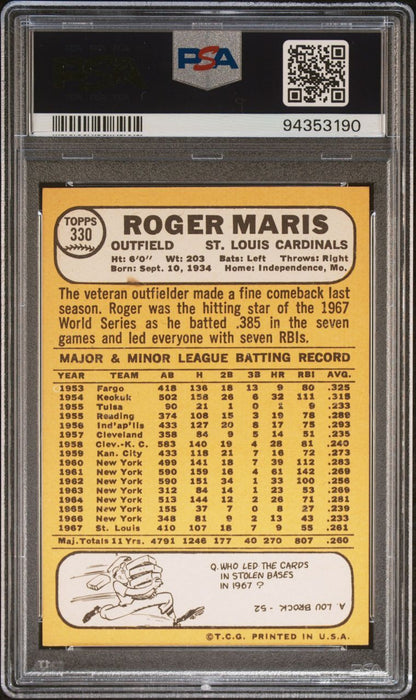 PSA
94353190
TOPPS
330
ROGER MARIS
OUTFIELD ST. LOUIS CARDINALS
Ht: 6'0" Wt: 203 Bats: Left Throws: Right
Born: Sept. 10, 1934 Home: Independence, Mo.
The veteran outfielder made a fine comeback last
season. Roger was the hitting star of the 1967
World Series as he batted .385 in the seven
games and led everyone with seven RBIs.
MAJOR & MINOR LEAGUE BATTING RECORD
YEAR TEAM AB H 2B 3B HR RBI AVG.
1953 Fargo 418 136 18 13 9 80 .325
1954 Keokuk 502 158 26 6 32 111 .315
1955 Tulsa 90 21 1 0 1 9 .233
1955 Reading 374 108 15 3 19 78 .289
1956 Ind'ap'lis 433 127 20 8 17 75 .293
1957 Cleveland 358 84 9 5 14 51 .235
1958 Clev.-K. C. 583 140 19 4 28 81 .240
1959 Kan. City 433 118 21 7 16 72 .273
1960 New York 499 141 18 7 39 112 .283
1961 New York 590 159 16 4 61 142 .269
1962 New York 590 151 34 1 33 100 .256
1963 New York 312 84 14 1 23 53 .269
1964 New York 513 144 12 2 26 71 .281
1965 New York 155 37 7 0 8 27 .239
1966 New York 348 81 9 2 13 43 .233
1967 St. Louis 410 107 18 7 9 55 .261
Maj. Totals 11 Yrs. 4791 1246 177 40 270 807 .260
Q. WHO LED THE CARDS
IN STOLEN BASES
IN 1967 ?
A LOU BROCK - 52
©T.C.G. PRINTED IN U.S.A.
PSA